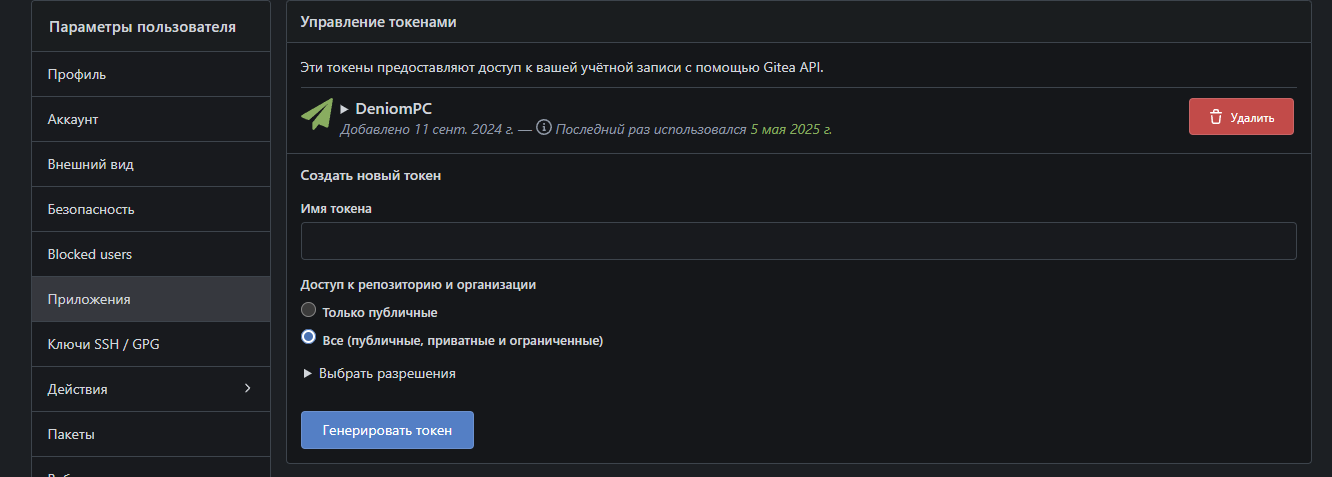 Параметры пользователя
Профиль
Аккаунт
Внешний вид
Безопасность
Blocked users
Приложения
Ключи SSH / GPG
Действия
Пакеты
Управление токенами
Эти токены предоставляют доступ к вашей учётной записи с помощью Gitea API.
DeniomPC
Добавлено 11 сент. 2024 г. — Последний раз использовался 5 мая 2025 г.
Удалить
Создать новый токен
Имя токена
Доступ к репозиторию и организации
Только публичные
Все (публичные, приватные и ограниченные)
Выбрать разрешения
Генерировать токен